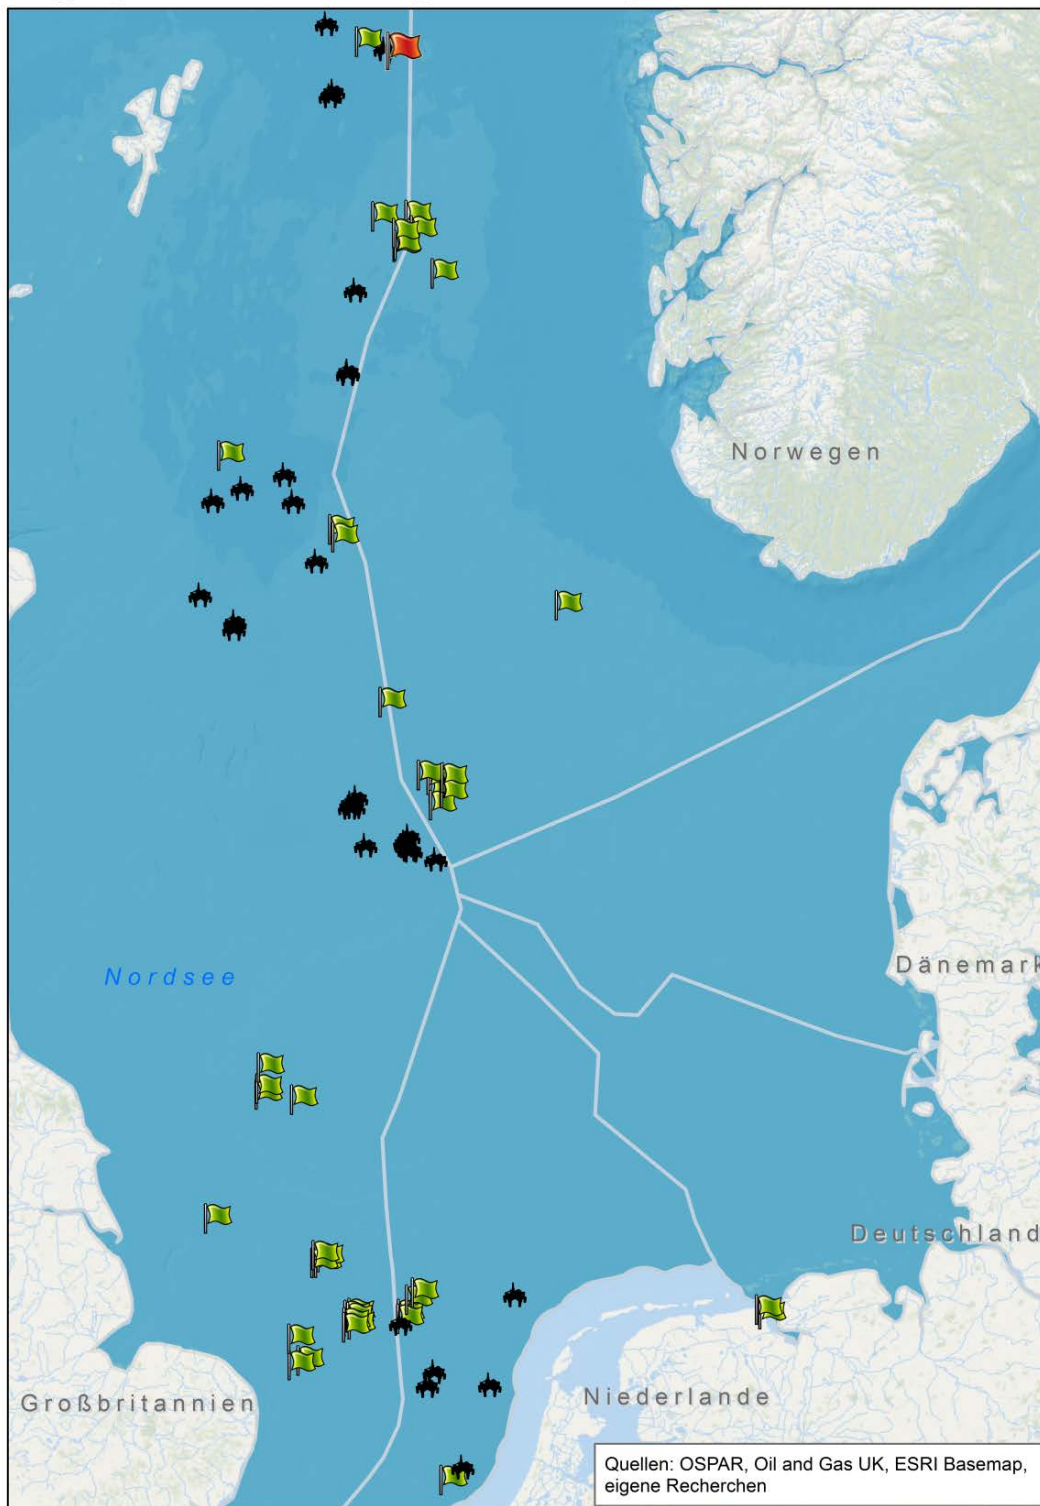 Norwegen
Nordsee
Dänemark
Deutschland
Großbritannien
Niederlande
Quellen: OSPAR, Oil and Gas UK, ESRI Basemap,
eigene Recherchen